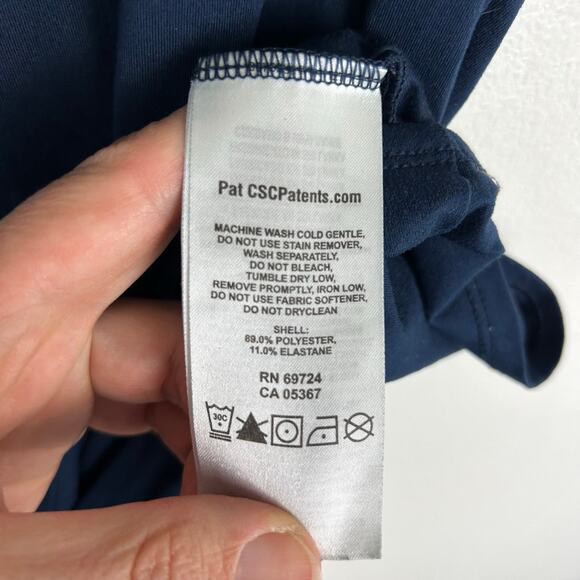 Pat CSCPatents.com
MACHINE WASH COLD GENTLE,
DO NOT USE STAIN REMOVER,
WASH SEPARATELY,
DO NOT BLEACH,
TUMBLE DRY LOW,
REMOVE PROMPTLY, IRON LOW,
DO NOT USE FABRIC SOFTENER,
DO NOT DRYCLEAN
SHELL:
89.0% POLYESTER,
11.0% ELASTANE
RN 69724
CA 05367
30C